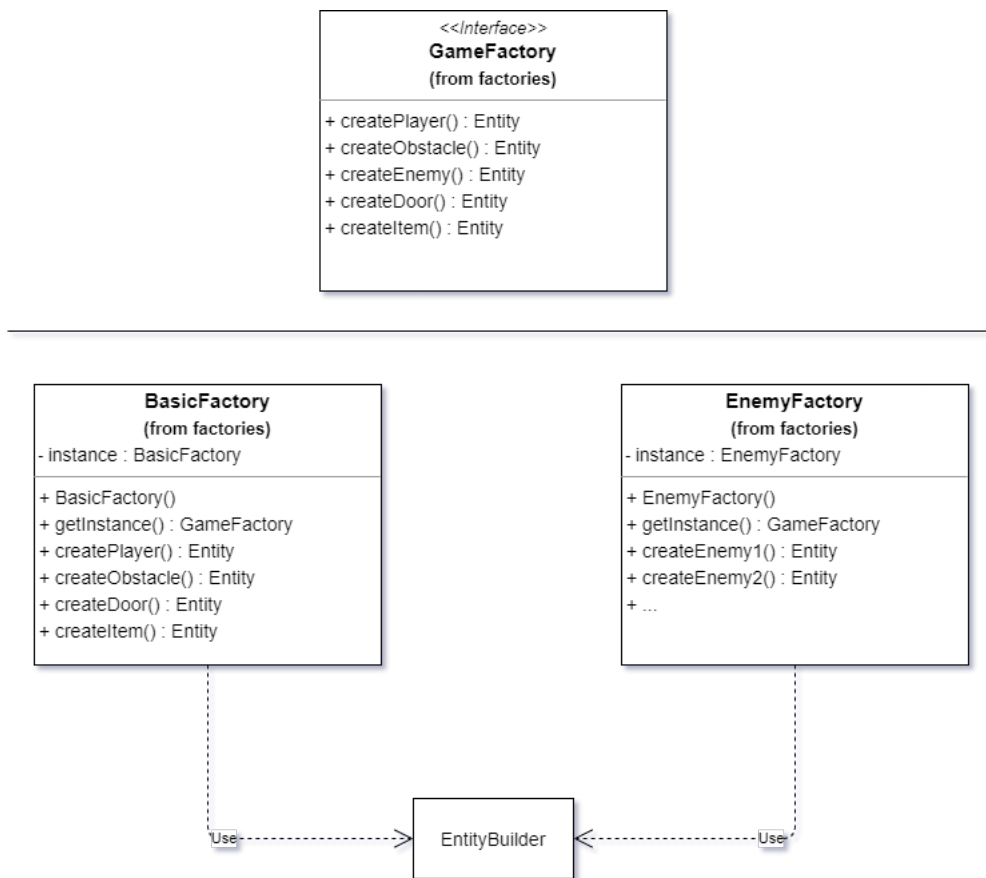 <<Interface>>
GameFactory
(from factories)
+ createPlayer() : Entity
+ createObstacle() : Entity
+ createEnemy() : Entity
+ createDoor() : Entity
+ createItem() : Entity
BasicFactory
(from factories)
- instance : BasicFactory
+ BasicFactory()
+ getInstance() : GameFactory
+ createPlayer() : Entity
+ createObstacle() : Entity
+ createDoor() : Entity
+ createItem() : Entity
EnemyFactory
(from factories)
- instance : EnemyFactory
+ EnemyFactory()
+ getInstance() : GameFactory
+ createEnemy1() : Entity
+ createEnemy2() : Entity
+ ...
Use
EntityBuilder
Use